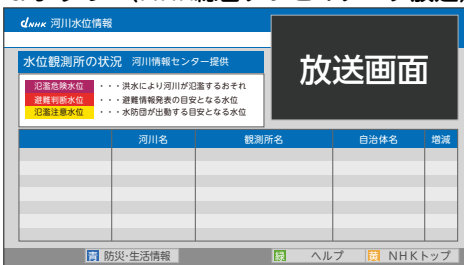 dNHK 河川水位情報
水位観測所の状況 河川情報センター提供
氾濫危険水位 ・・・洪水により河川が氾濫するおそれ
避難判断水位 ・・・避難情報発表の目安となる水位
氾濫注意水位 ・・・水防団が出動する目安となる水位
放送画面
河川名 観測所名 自治体名 増減
青 防災・生活情報 緑 ヘルプ 黄 NHKトップ